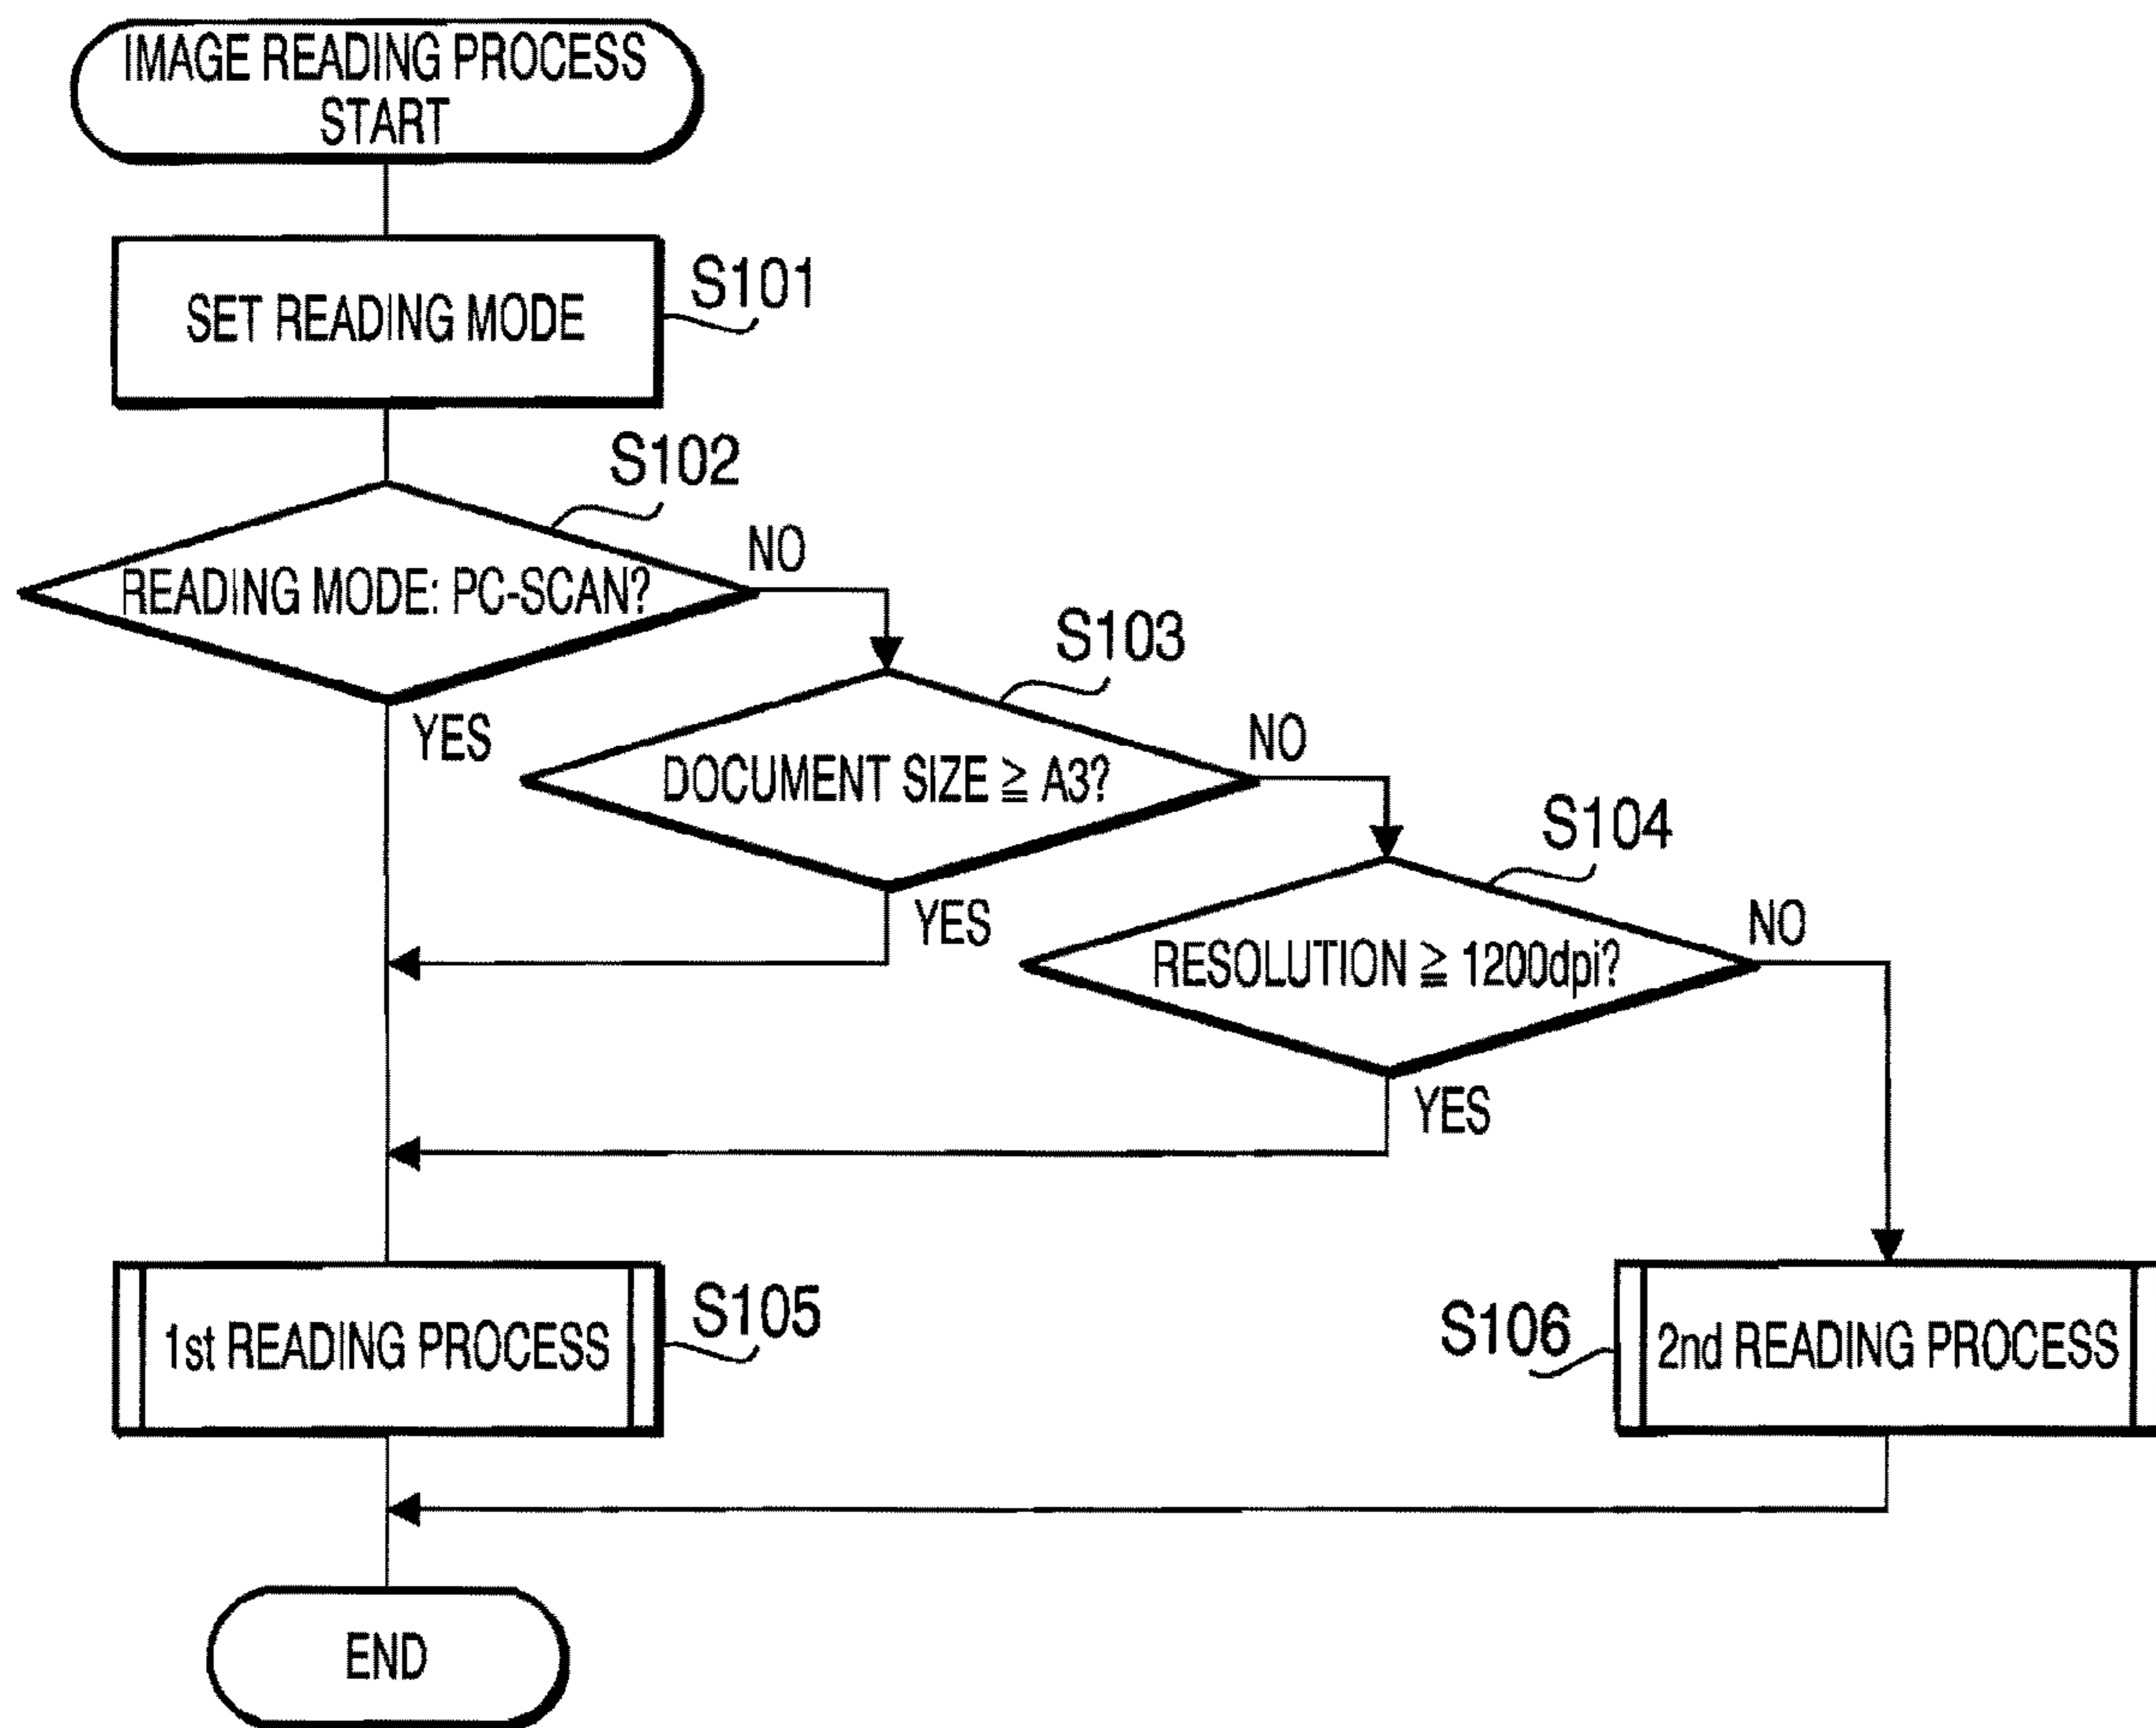 IMAGE READING PROCESS
START
SET READING MODE
S101
S102
READING MODE: PC-SCAN?
NO
YES
S103
DOCUMENT SIZE ≧ A3?
NO
YES
S104
RESOLUTION ≧ 1200dpi?
NO
YES
1st READING PROCESS
S105
S106
2nd READING PROCESS
END